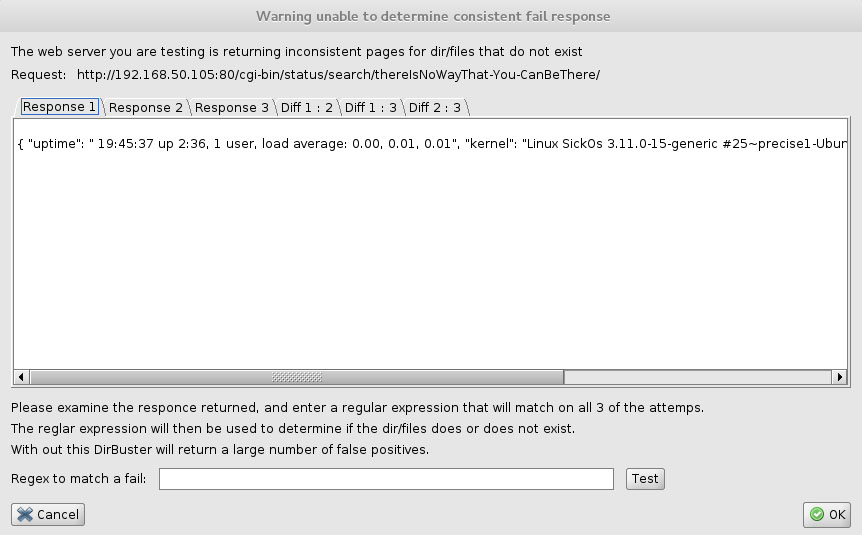 Warning unable to determine consistent fail response
The web server you are testing is returning inconsistent pages for dir/files that do not exist
Request: http://192.168.50.105:80/cgi-bin/status/search/thereIsNoWayThat-You-CanBeThere/
Response 1 Response 2 Response 3 Diff 1 : 2 Diff 1 : 3 Diff 2 : 3
{ "uptime": " 19:45:37 up 2:36, 1 user, load average: 0.00, 0.01, 0.01", "kernel": "Linux SickOs 3.11.0-15-generic #25~precise1-Ubun
Please examine the responce returned, and enter a regular expression that will match on all 3 of the attemps.
The reglar expression will then be used to determine if the dir/files does or does not exist.
With out this DirBuster will return a large number of false positives.
Regex to match a fail: Test
Cancel OK